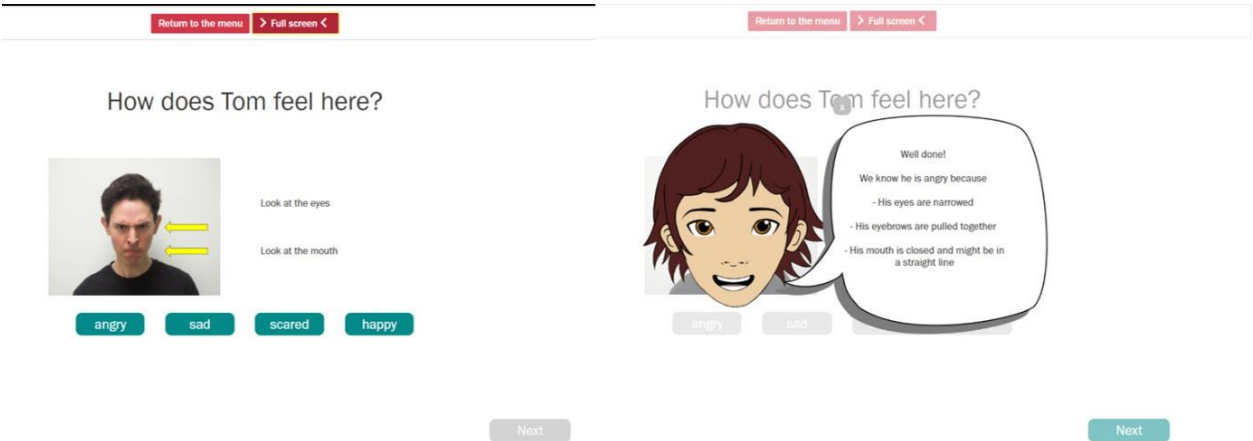 Return to the menu
> Full screen <
How does Tom feel here?
Look at the eyes
Look at the mouth
angry
sad
scared
happy
Next
Return to the menu
> Full screen <
How does Tom feel here?
x
Well done!
We know he is angry because
- His eyes are narrowed
- His eyebrows are pulled together
- His mouth is closed and might be in
a straight line
angry
sad
Next